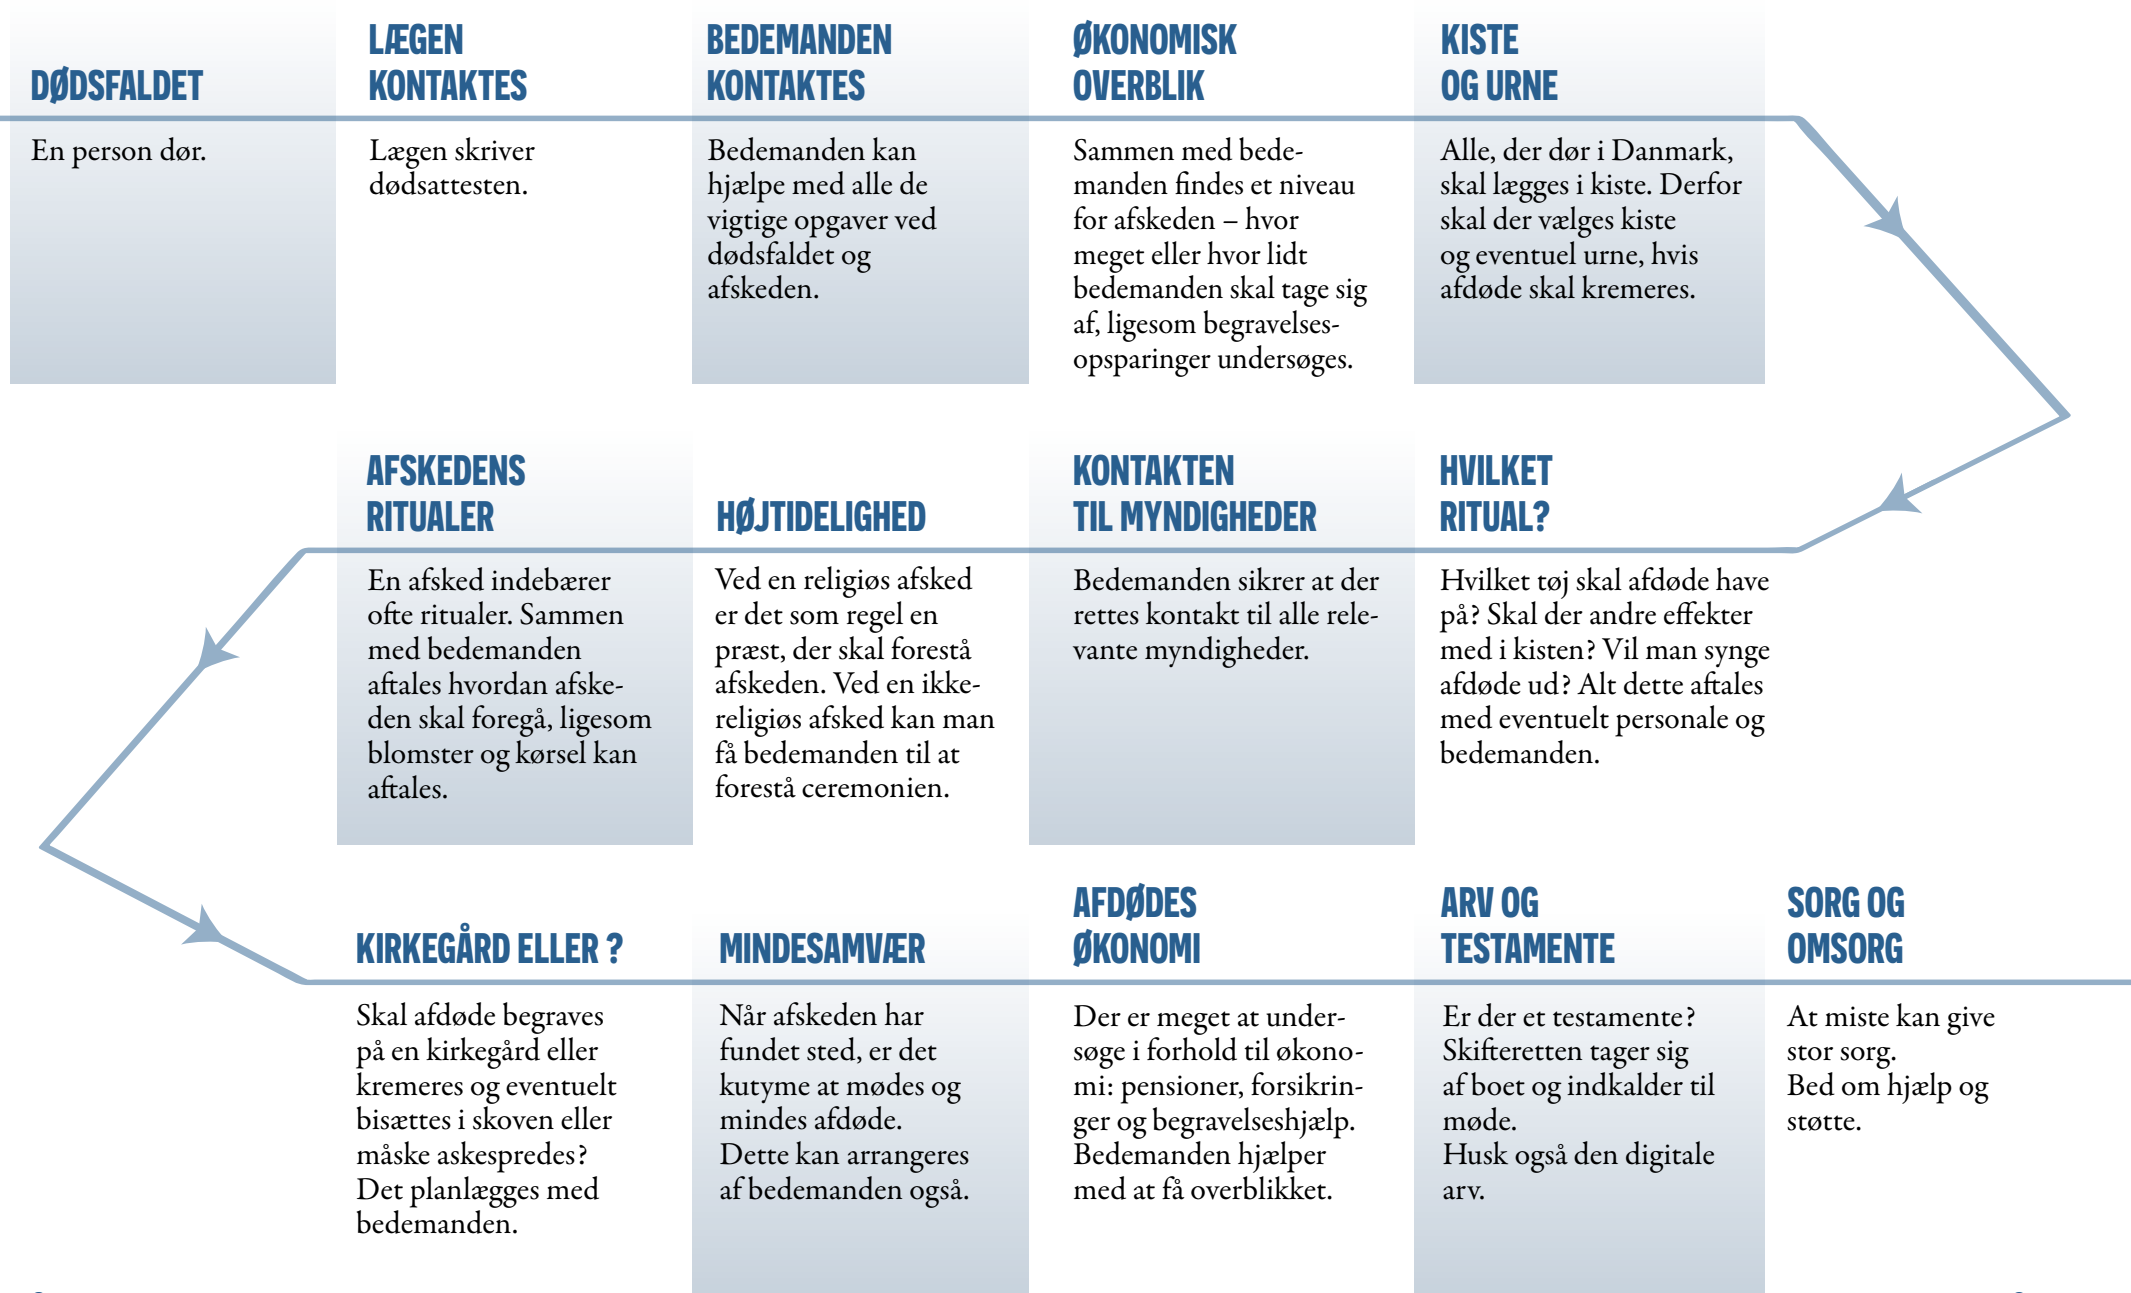 DØDSFALDET
En person dør.
LÆGEN
KONTAKTES
Lægen skriver
dødsattesten.
BEDEMANDEN
KONTAKTES
Bedemanden kan
hjælpe med alle de
vigtige opgaver ved
dødsfaldet og
afskeden.
ØKONOMISK
OVERBLIK
Sammen med bede-
manden findes et niveau
for afskeden – hvor
meget eller hvor lidt
bedemanden skal tage sig
af, ligesom begravelses-
opsparinger undersøges.
KISTE
OG URNE
Alle, der dør i Danmark,
skal lægges i kiste. Derfor
skal der vælges kiste
og eventuel urne, hvis
afdøde skal kremeres.
HVILKET
RITUAL?
Hvilket tøj skal afdøde have
på? Skal der andre effekter
med i kisten? Vil man synge
afdøde ud? Alt dette aftales
med eventuelt personale og
bedemanden.
KONTAKTEN
TIL MYNDIGHEDER
Bedemanden sikrer at der
rettes kontakt til alle rele-
vante myndigheder.
HØJTIDELIGHED
Ved en religiøs afsked
er det som regel en
præst, der skal forestå
afskeden. Ved en ikke-
religiøs afsked kan man
få bedemanden til at
forestå ceremonien.
AFSKEDENS
RITUALER
En afsked indebærer
ofte ritualer. Sammen
med bedemanden
aftales hvordan afske-
den skal foregå, ligesom
blomster og kørsel kan
aftales.
KIRKEGÅRD ELLER ?
Skal afdøde begraves
på en kirkegård eller
kremeres og eventuelt
bisættes i skoven eller
måske askespredes?
Det planlægges med
bedemanden.
MINDESAMVÆR
Når afskeden har
fundet sted, er det
kutyme at mødes og
mindes afdøde.
Dette kan arrangeres
af bedemanden også.
AFDØDES
ØKONOMI
Der er meget at under-
søge i forhold til økono-
mi: pensioner, forsikrin-
ger og begravelseshjælp.
Bedemanden hjælper
med at få overblikket.
ARV OG
TESTAMENTE
Er der et testamente?
Skifteretten tager sig
af boet og indkalder til
møde.
Husk også den digitale
arv.
SORG OG
OMSORG
At miste kan give
stor sorg.
Bed om hjælp og
støtte.